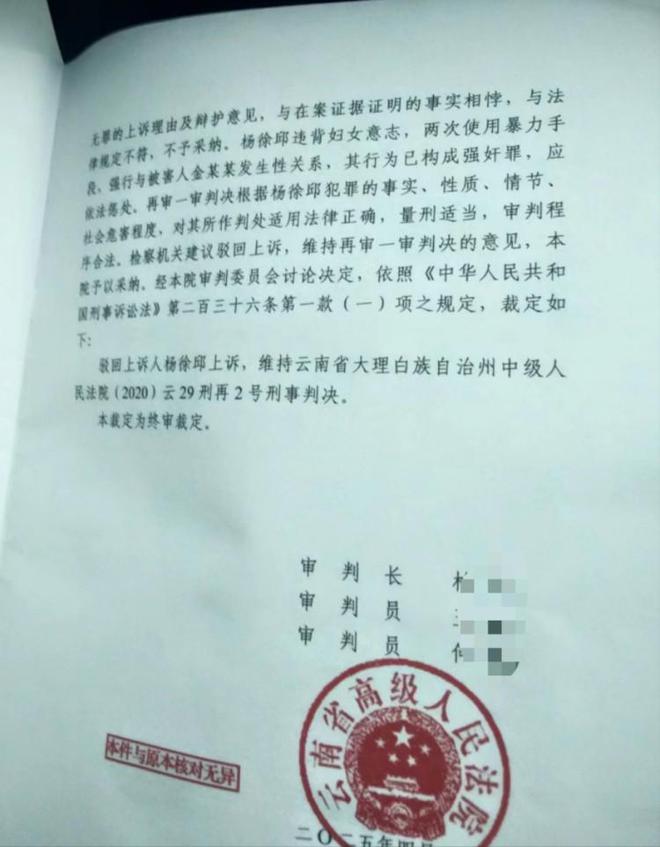 无罪的上诉理由及辩护意见，与在案证据证明的事实相悖，与法
律规定不符，不予采纳。杨徐邱违背妇女意志，两次使用暴力手
段、强行与被害人金某某发生性关系，其行为已构成强奸罪，应
依法惩处。再审一审判决根据杨徐邱犯罪的事实、性质、情节、
社会危害程度，对其所作判处适用法律正确，量刑适当，审判程
序合法。检察机关建议驳回上诉，维持再审一审判决的意见，本
院予以采纳。经本院审判委员会讨论决定，依照《中华人民共和
国刑事诉讼法》第二百三十六条第一款（一）项之规定，裁定如
下：
驳回上诉人杨徐邱上诉，维持云南省大理白族自治州中级人
民法院（2020）云29刑再2号刑事判决。
本裁定为终审裁定。
审 判 长
审 判 员
审 判 员
云南省高级人民法院
本件与原本核对无异
二〇二五年四月